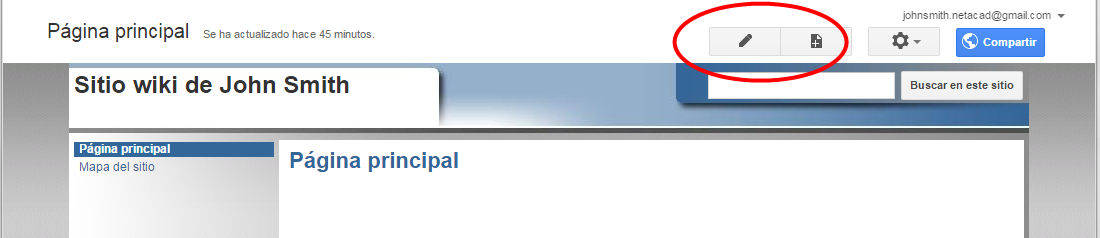 johnsmith.netacad@gmail.com
Página principal Se ha actualizado hace 45 minutos.
Compartir
Sitio wiki de John Smith
Buscar en este sitio
Página principal
Mapa del sitio
Página principal